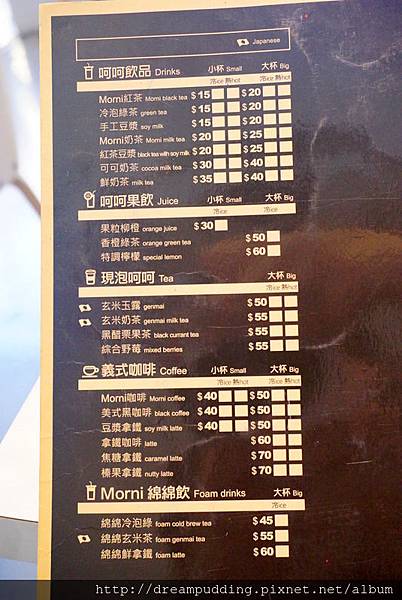 Japanese
呵呵飲品 Drinks 小杯 Small 大杯 Big
冷ice 熱hot 冷ice 熱hot
Morni紅茶 Morni black tea $15 $20
冷泡綠茶 green tea $15 $20
手工豆漿 soy milk $15 $20
Morni奶茶 Morni milk tea $20 $25
紅茶豆漿 black tea with soy milk $20 $25
可可奶茶 cocoa milk tea $30 $40
鮮奶茶 milk tea $35 $40
呵呵果飲 Juice 小杯 Small 大杯 Big
冷ice 冷ice
果粒柳橙 orange juice $30
香橙綠茶 orange green tea $50
特調檸檬 special lemon $60
現泡呵呵 Tea 大杯 Big
冷ice 熱hot
玄米玉露 genmai $50
玄米奶茶 genmai milk tea $55
黑醋栗果茶 black currant tea $55
綜合野莓 mixed berries $55
義式咖啡 Coffee 小杯 Small 大杯 Big
冷ice 熱hot 冷ice 熱hot
Morni咖啡 Morni coffee $40 $50
美式黑咖啡 black coffee $40 $50
豆漿拿鐵 soy milk latte $40 $50
拿鐵咖啡 latte $60
焦糖拿鐵 caramel latte $70
榛果拿鐵 nutty latte $70
Morni 綿綿飲 Foam drinks 大杯 Big
冷ice
綿綿冷泡綠 foam cold brew tea $45
綿綿玄米茶 foam genmai tea $55
綿綿鮮拿鐵 foam latte $60
http://dreampudding.pixnet.net/album